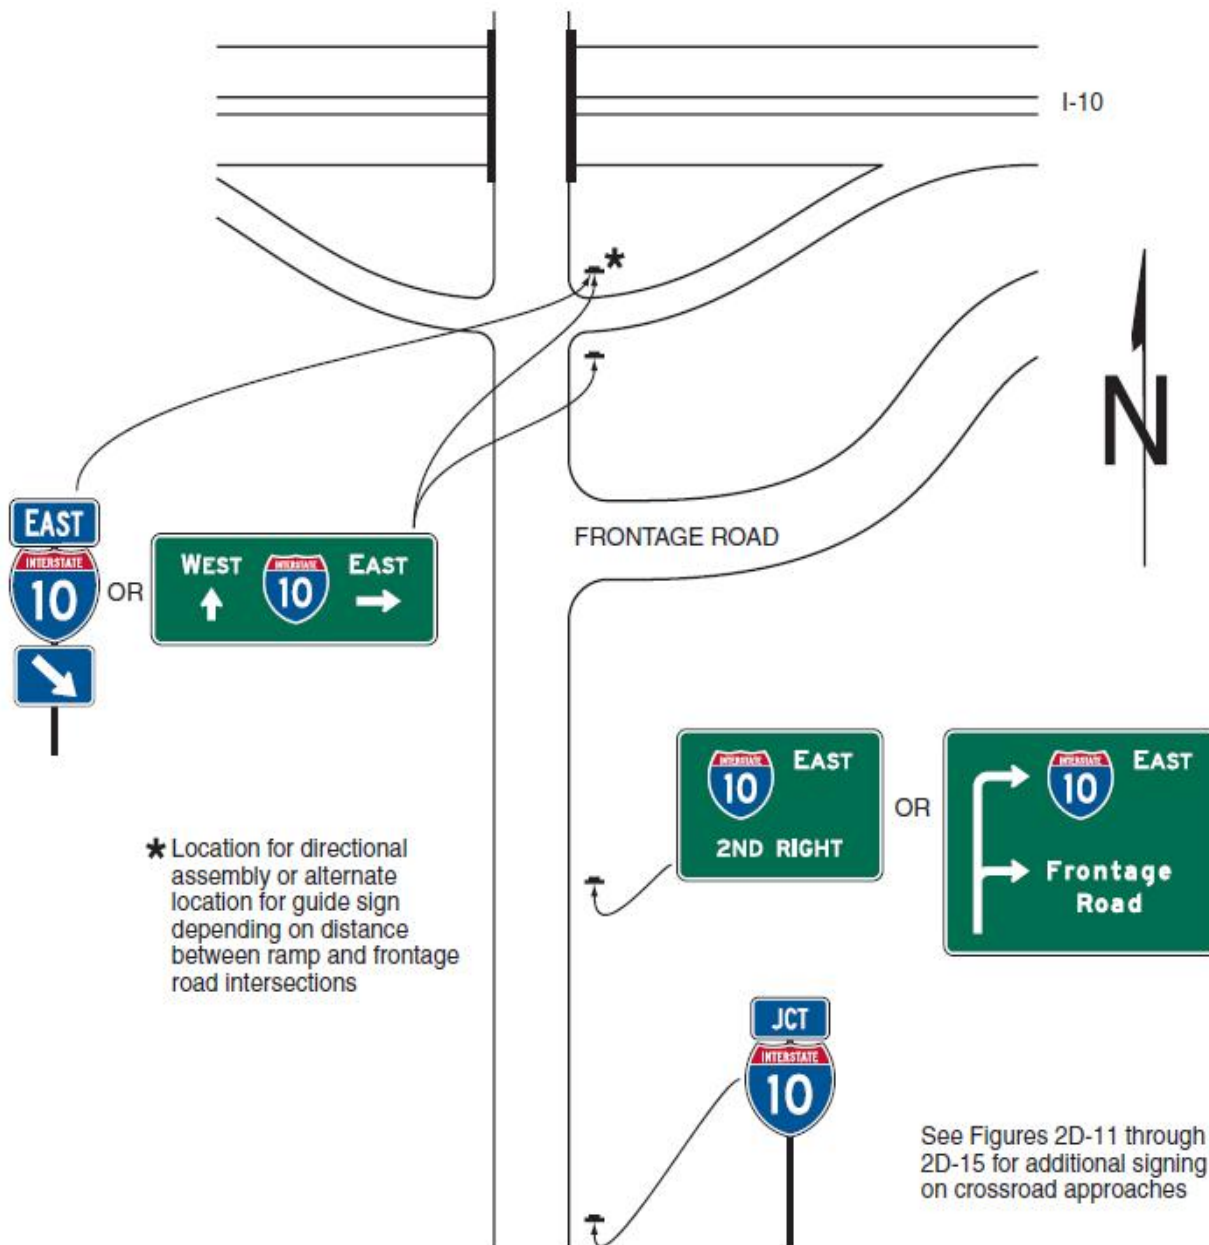 I-10
*
N
FRONTAGE ROAD
EAST
INTERSTATE
10
OR
WEST INTERSTATE EAST
10
INTERSTATE EAST
10
2ND RIGHT
OR
INTERSTATE EAST
10
Frontage
Road
* Location for directional
assembly or alternate
location for guide sign
depending on distance
between ramp and frontage
road intersections
JCT
INTERSTATE
10
See Figures 2D-11 through
2D-15 for additional signing
on crossroad approaches